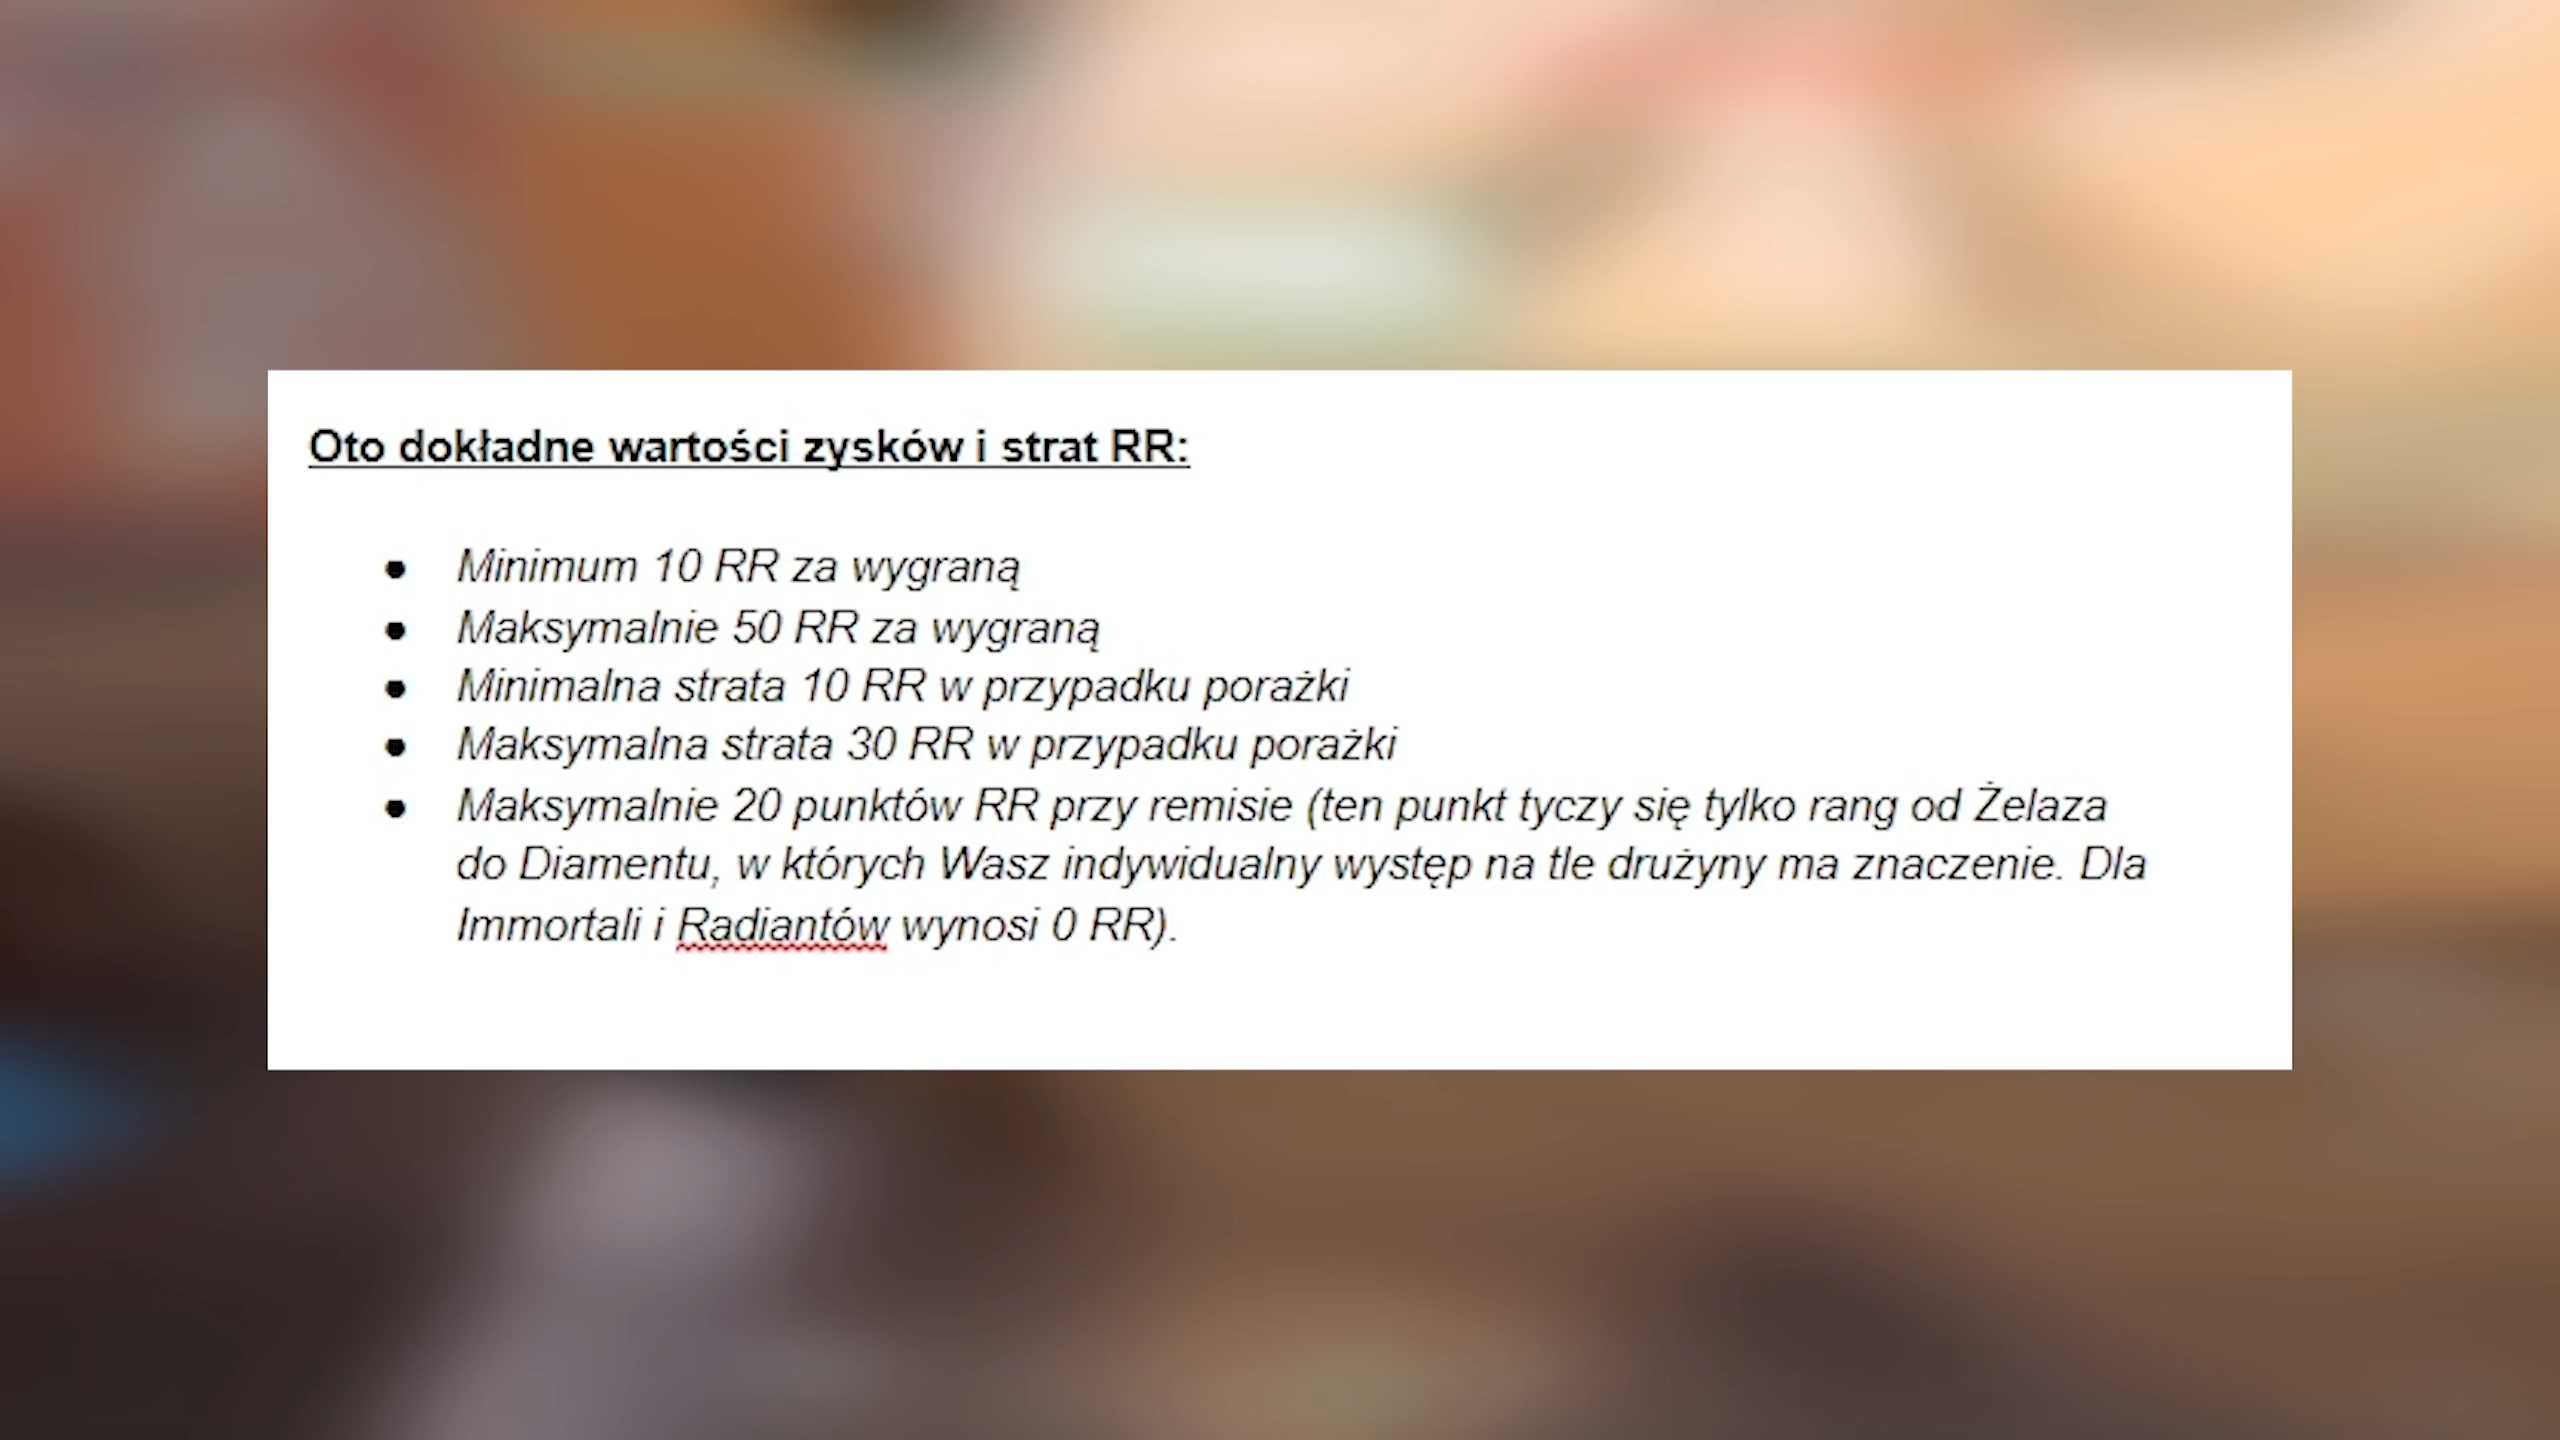 Oto dokładne wartości zysków i strat RR:
● Minimum 10 RR za wygraną
● Maksymalnie 50 RR za wygraną
● Minimalna strata 10 RR w przypadku porażki
● Maksymalna strata 30 RR w przypadku porażki
● Maksymalnie 20 punktów RR przy remisie (ten punkt tyczy się tylko rang od Żelaza
do Diamentu, w których Wasz indywidualny występ na tle drużyny ma znaczenie. Dla
Immortali i Radiantów wynosi 0 RR).